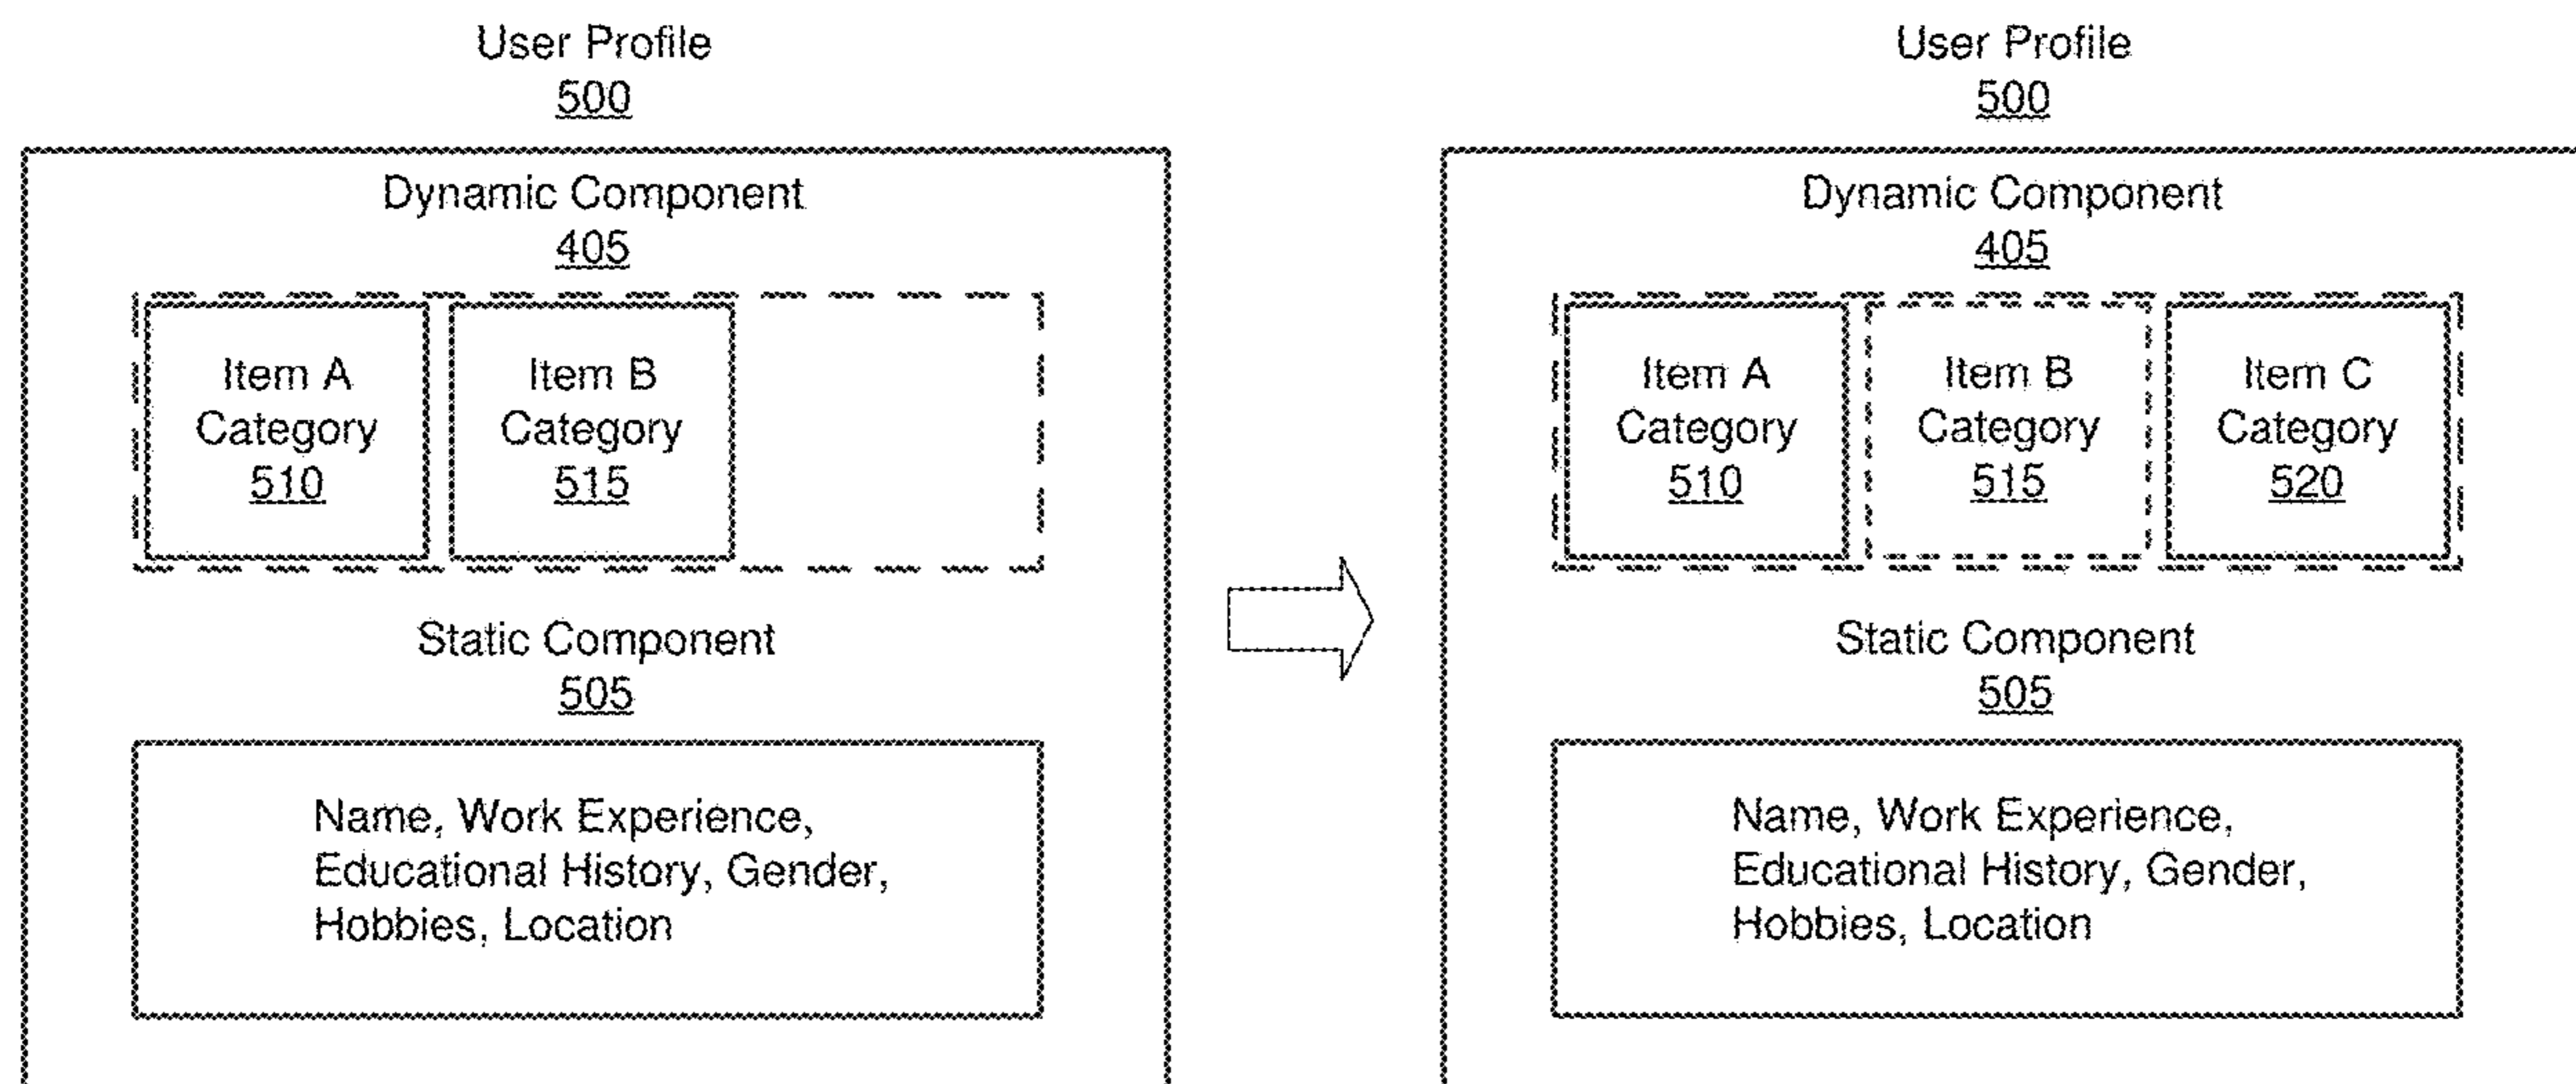 User Profile
500
Dynamic Component
405
Item A
Category
510
Item B
Category
515
Static Component
505
Name, Work Experience,
Educational History, Gender,
Hobbies, Location
User Profile
500
Dynamic Component
405
Item A
Category
510
Item B
Category
515
Item C
Category
520
Static Component
505
Name, Work Experience,
Educational History, Gender,
Hobbies, Location